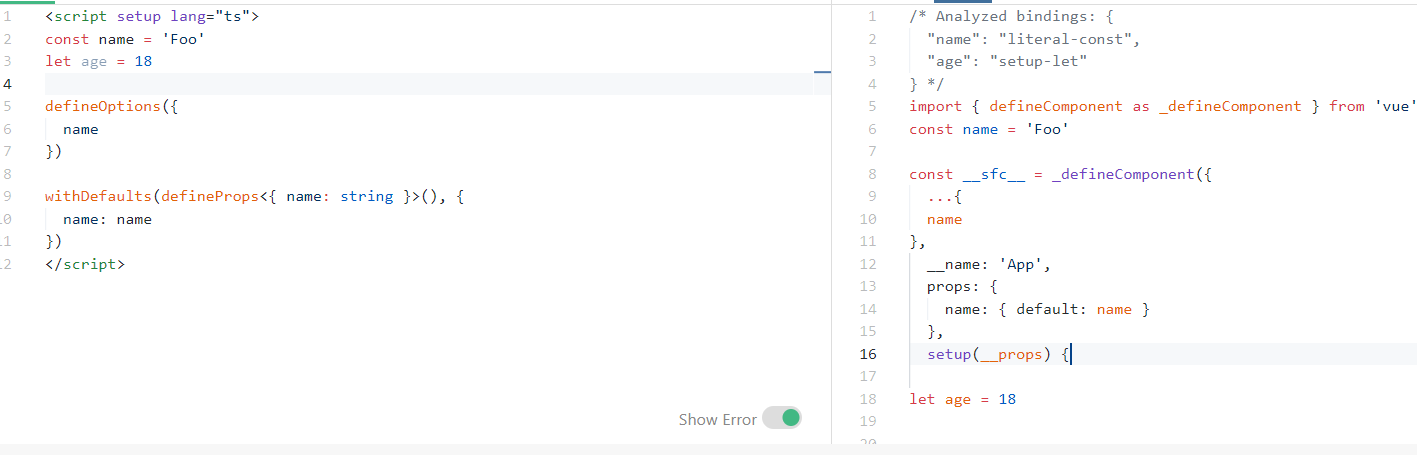 1 <script setup lang="ts">
2 const name = 'Foo'
3 let age = 18
4
5 defineOptions({
6   name
7 })
8
9 withDefaults(defineProps<{ name: string }>(), {
.0   name: name
.1 })
.2 </script>
Show Error
1 /* Analyzed bindings: {
2   "name": "literal-const",
3   "age": "setup-let"
4 } */
5 import { defineComponent as _defineComponent } from 'vue'
6 const name = 'Foo'
7
8 const __sfc__ = _defineComponent({
9   ...{
10   name
11 },
12   __name: 'App',
13   props: {
14     name: { default: name }
15   },
16   setup(__props) {
17
18 let age = 18
19
20